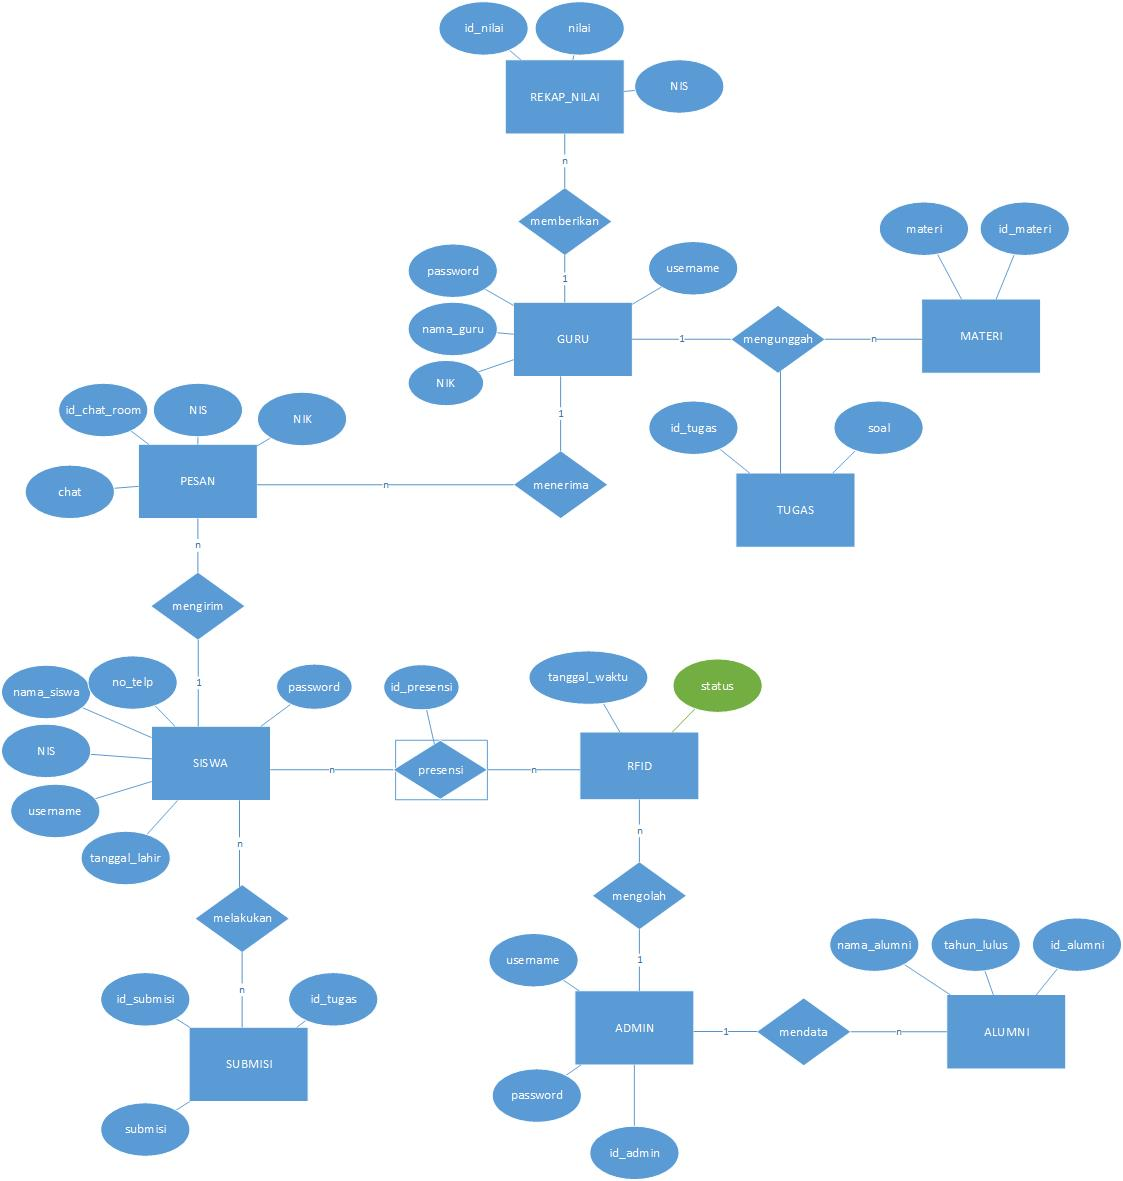 id_nilai
nilai
REKAP_NILAI
NIS
n
memberikan
1
materi
id_materi
password
username
nama_guru
GURU
1
mengunggah
n
MATERI
NIK
id_chat_room
NIS
NIK
1
id_tugas
soal
PESAN
chat
n
menerima
TUGAS
n
mengirim
nama_siswa
no_telp
1
password
id_presensi
tanggal_waktu
status
NIS
SISWA
n
presensi
n
RFID
username
tanggal_lahir
n
n
melakukan
mengolah
nama_alumni
tahun_lulus
id_alumni
username
1
n
id_submisi
id_tugas
ADMIN
1
mendata
n
ALUMNI
SUBMISI
password
submisi
id_admin